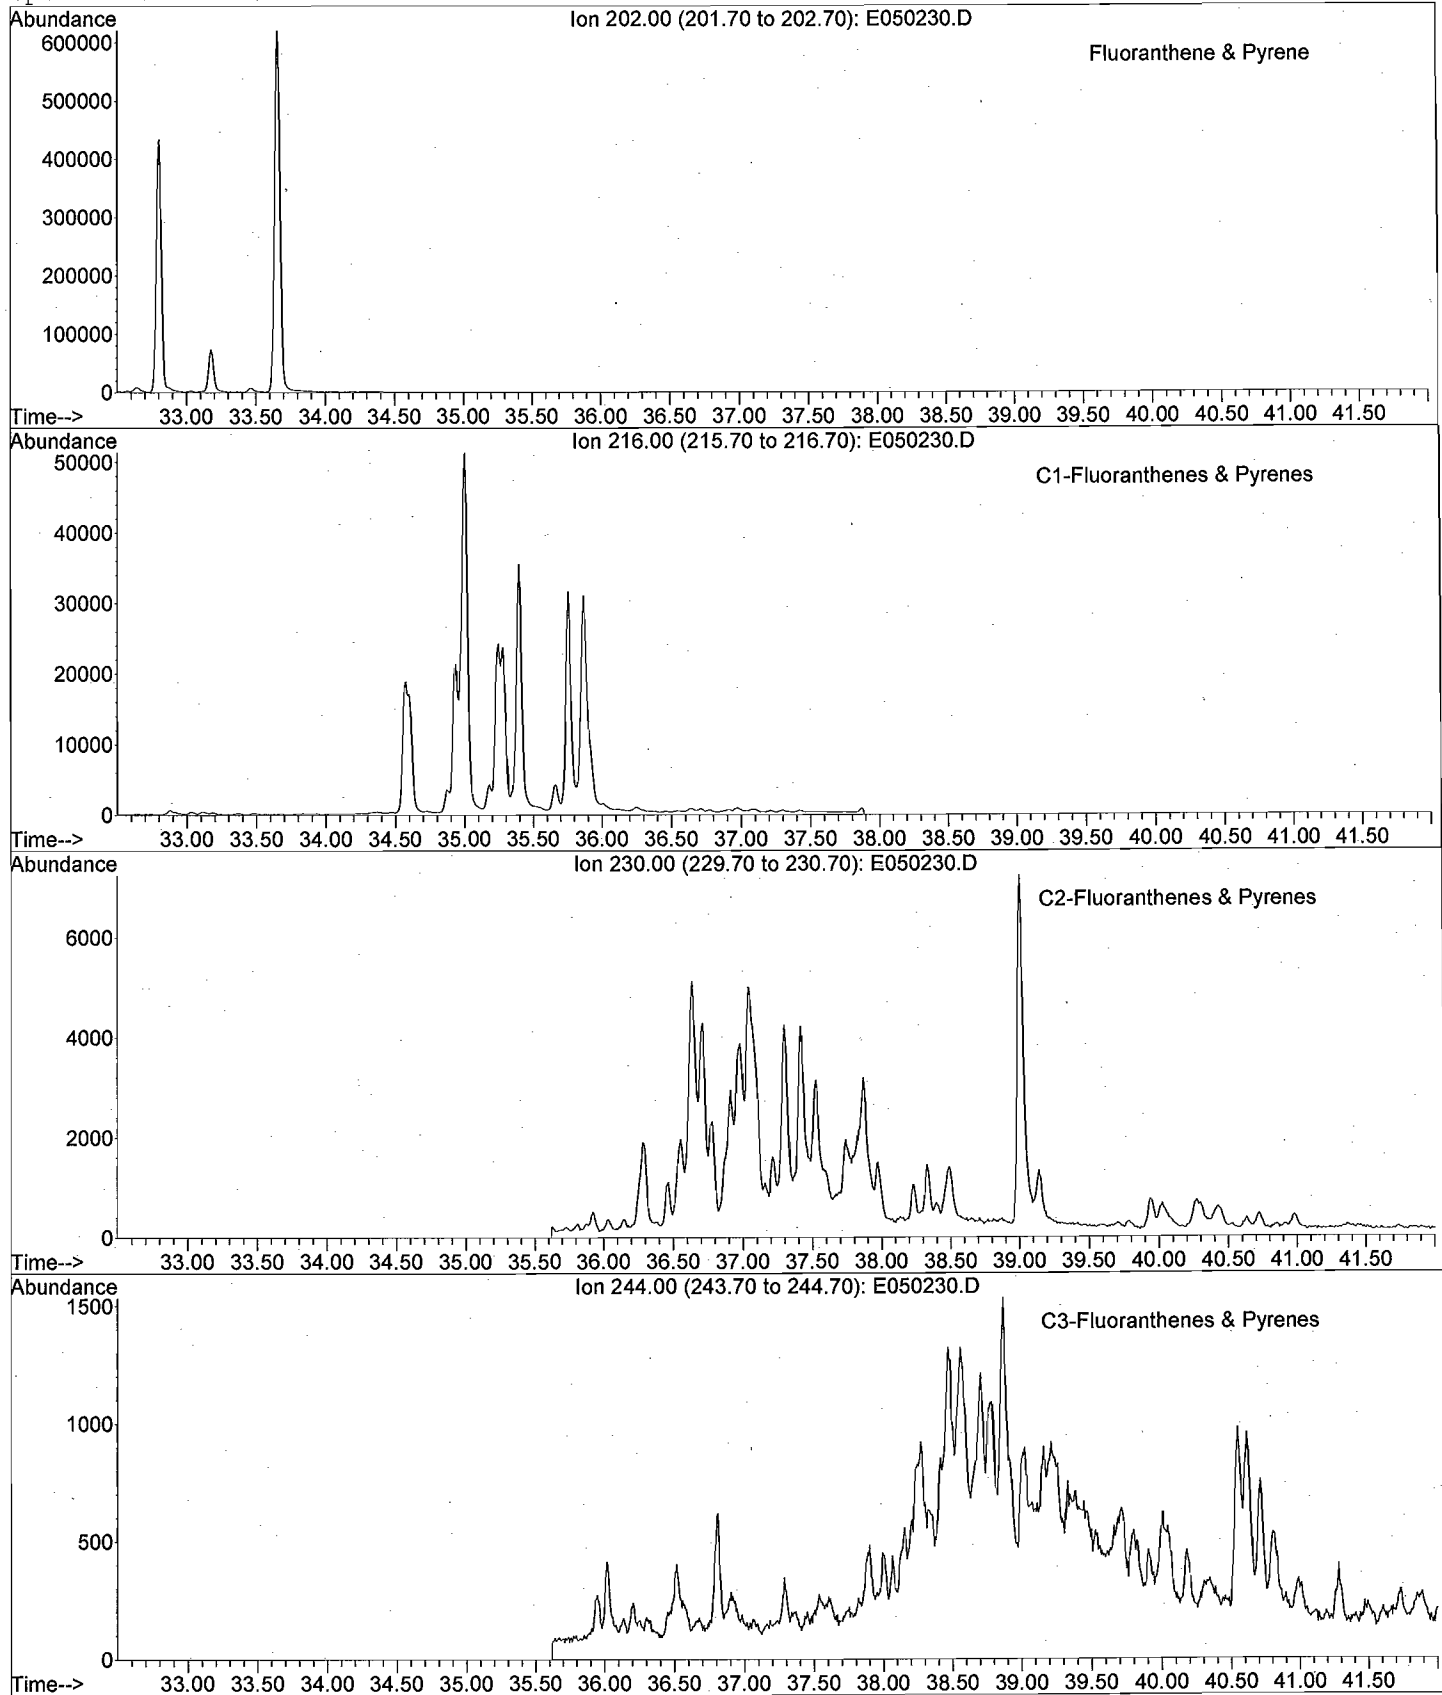 Abundance
Ion 202.00 (201.70 to 202.70): E050230.D
Fluoranthene & Pyrene
600000
500000
400000
300000
200000
100000
0
Time-->
33.00 33.50 34.00 34.50 35.00 35.50 36.00 36.50 37.00 37.50 38.00 38.50 39.00 39.50 40.00 40.50 41.00 41.50
Abundance
Ion 216.00 (215.70 to 216.70): E050230.D
C1-Fluoranthenes & Pyrenes
50000
40000
30000
20000
10000
0
Time-->
33.00 33.50 34.00 34.50 35.00 35.50 36.00 36.50 37.00 37.50 38.00 38.50 39.00 39.50 40.00 40.50 41.00 41.50
Abundance
Ion 230.00 (229.70 to 230.70): E050230.D
C2-Fluoranthenes & Pyrenes
6000
4000
2000
0
Time-->
33.00 33.50 34.00 34.50 35.00 35.50 36.00 36.50 37.00 37.50 38.00 38.50 39.00 39.50 40.00 40.50 41.00 41.50
Abundance
Ion 244.00 (243.70 to 244.70): E050230.D
C3-Fluoranthenes & Pyrenes
1500
1000
500
0
Time-->
33.00 33.50 34.00 34.50 35.00 35.50 36.00 36.50 37.00 37.50 38.00 38.50 39.00 39.50 40.00 40.50 41.00 41.50